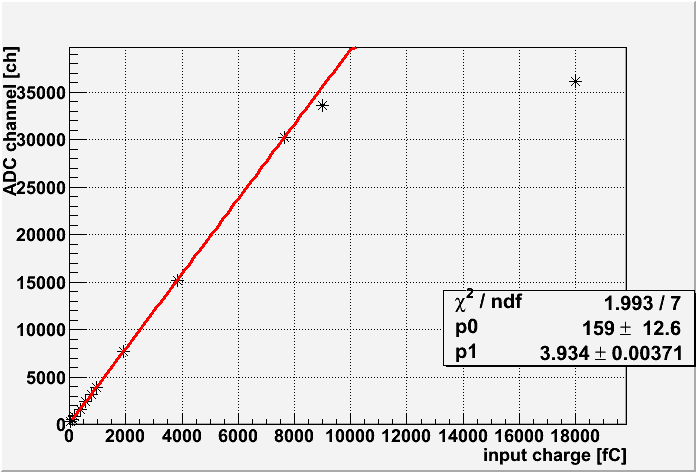 ADC channel [ch]
35000
30000
25000
20000
15000
10000
5000
0
0 2000 4000 6000 8000 10000 12000 14000 16000 18000
input charge [fC]
χ² / ndf 1.993 / 7
p0 159 ± 12.6
p1 3.934 ± 0.00371